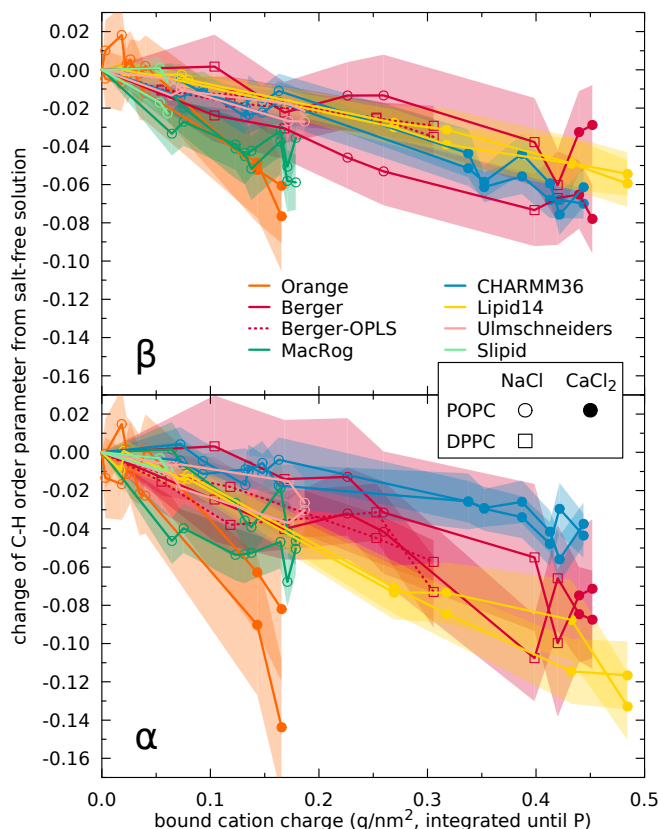 change of C-H order parameter from salt-free solution
0.02
0.00
-0.02
-0.04
-0.06
-0.08
-0.10
-0.12
-0.14
-0.16
β
Orange
Berger
Berger-OPLS
MacRog
CHARMM36
Lipid14
Ulmschneiders
Slipid
NaCl CaCl₂
POPC
DPPC
0.02
0.00
-0.02
-0.04
-0.06
-0.08
-0.10
-0.12
-0.14
-0.16
α
0.0 0.1 0.2 0.3 0.4 0.5
bound cation charge (q/nm², integrated until P)